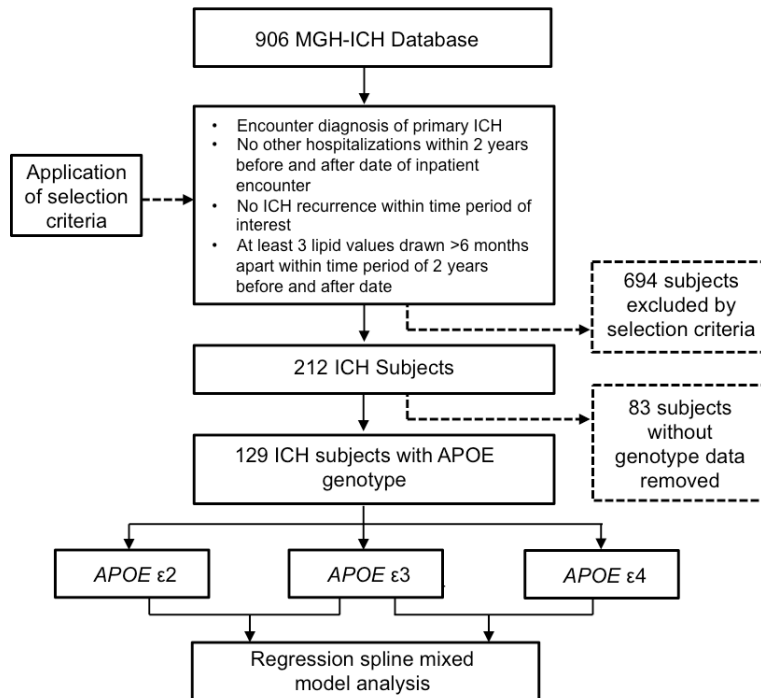 906 MGH-ICH Database
Application
of selection
criteria
• Encounter diagnosis of primary ICH
• No other hospitalizations within 2 years
before and after date of inpatient
encounter
• No ICH recurrence within time period of
interest
• At least 3 lipid values drawn >6 months
apart within time period of 2 years
before and after date
694 subjects
excluded by
selection criteria
212 ICH Subjects
83 subjects
without
genotype data
removed
129 ICH subjects with APOE
genotype
APOE ε2
APOE ε3
APOE ε4
Regression spline mixed
model analysis